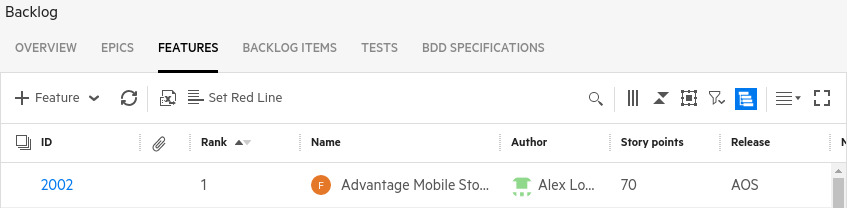 Backlog
OVERVIEW EPICS FEATURES BACKLOG ITEMS TESTS BDD SPECIFICATIONS
Feature Set Red Line
ID Rank Name Author Story points Release N
2002 1 F Advantage Mobile Sto... Alex Lo... 70 AOS